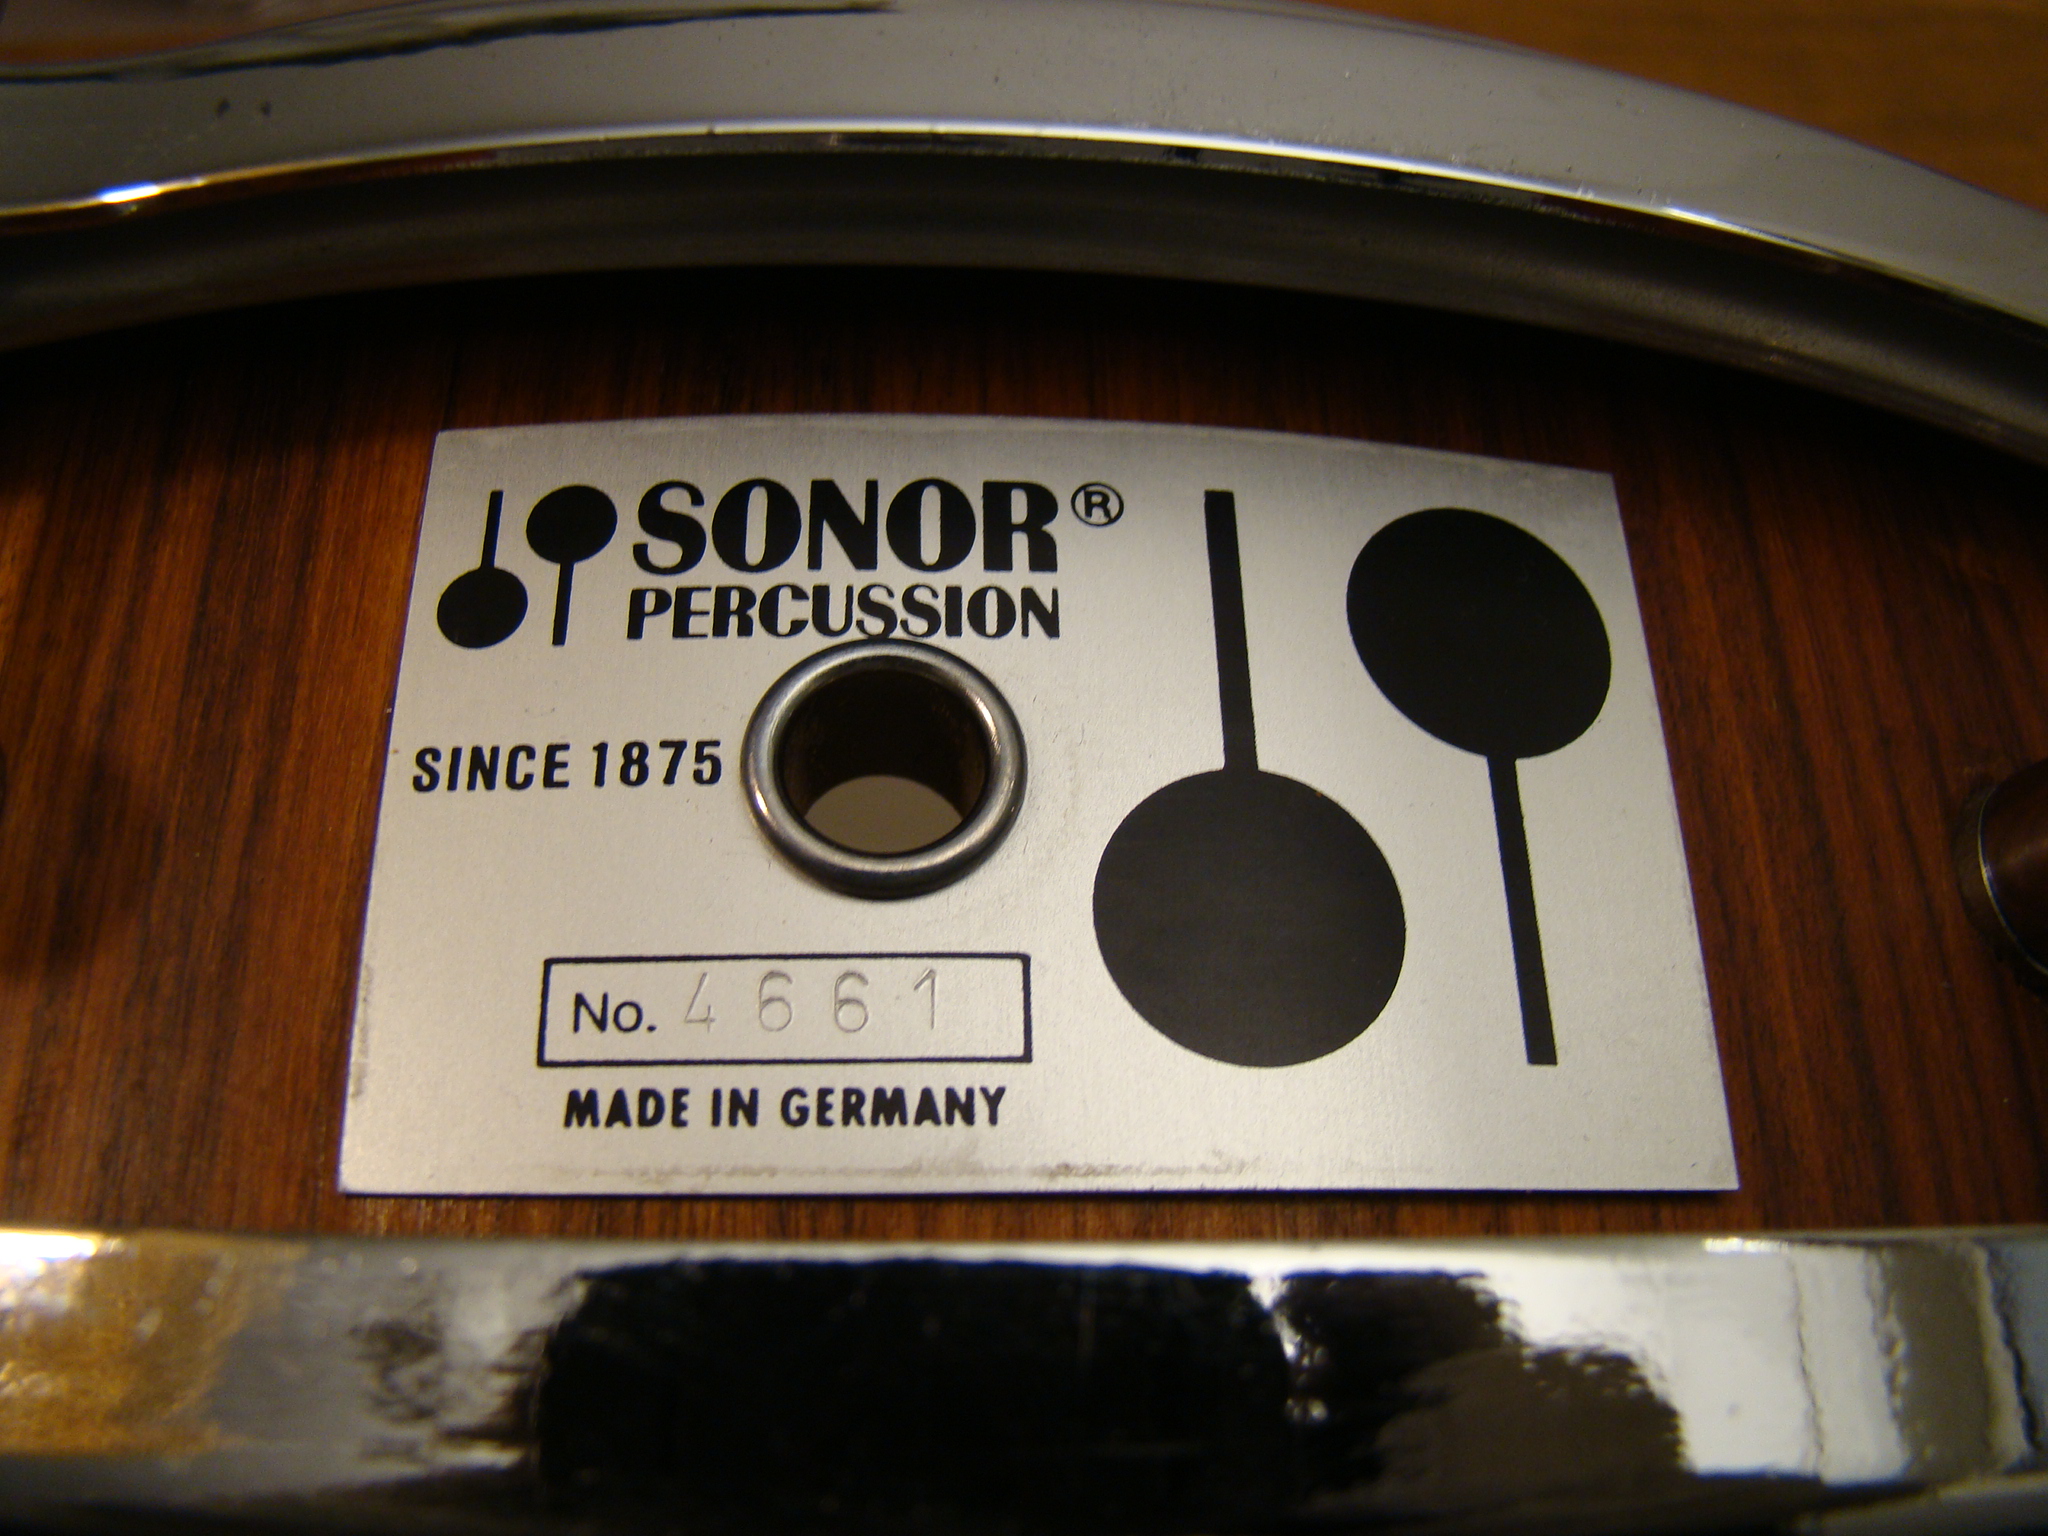 SONOR®
PERCUSSION
SINCE 1875
No. 4661
MADE IN GERMANY